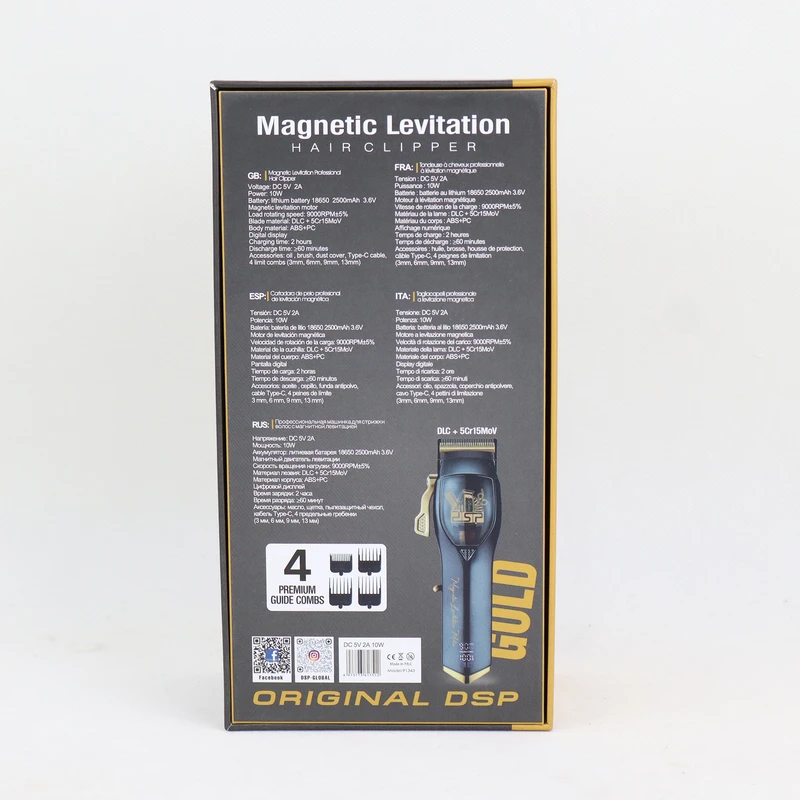 Magnetic Levitation
HAIR CLIPPER
GB: Magnetic Levitation Professional
Hair Clipper
Voltage: DC 5V 2A
Power: 10W
Battery: lithium battery 18650 2500mAh 3.6V
Magnetic levitation motor
Load rotating speed: 9000RPM±5%
Blade material: DLC + 5Cr15MoV
Body material: ABS+PC
Digital display
Charging time: 2 hours
Discharge time: ≥60 minutes
Accessories: oil , brush, dust cover, Type-C cable,
4 limit combs (3mm, 6mm, 9mm, 13mm)
FRA: Tondeuse à cheveux professionnelle
à lévitation magnétique
Tension : DC 5V 2A
Puissance : 10W
Batterie : batterie au lithium 18650 2500mAh 3.6V
Moteur à lévitation magnétique
Vitesse de rotation de la charge : 9000RPM±5%
Matériau de la lame : DLC + 5Cr15MoV
Matériau du corps : ABS+PC
Affichage numérique
Temps de charge : 2 heures
Temps de décharge : ≥60 minutes
Accessoires : huile, brosse, housse de protection,
câble Type-C, 4 peignes de limitation
(3mm, 6mm, 9mm, 13mm)
ESP: Cortadora de pelo profesional
de levitación magnética
Tensión: DC 5V 2A
Potencia: 10W
Batería: batería de litio 18650 2500mAh 3.6V
Motor de levitación magnética
Velocidad de rotación de la carga: 9000RPM±5%
Material de la cuchilla: DLC + 5Cr15MoV
Material del cuerpo: ABS+PC
Pantalla digital
Tiempo de carga: 2 horas
Tiempo de descarga: ≥60 minutos
Accesorios: aceite , cepillo, funda antipolvo,
cable Type-C, 4 peines de límite
3 mm, 6 mm, 9 mm, 13 mm)
ITA: Tagliacapelli professionale
a levitazione magnetica
Tensione: DC 5V 2A
Potenza: 10W
Batteria: batteria al litio 18650 2500mAh 3.6V
Motore a levitazione magnetica
Velocità di rotazione del carico: 9000RPM±5%
Materiale della lama: DLC + 5Cr15MoV
Materiale del corpo: ABS+PC
Display digitale
Tempo di ricarica: 2 ore
Tempo di scarica: ≥60 minuti
Accessori: olio, spazzola, coperchio antipolvere,
cavo Type-C, 4 pettini di limitazione
(3mm, 6mm, 9mm, 13mm)
RUS: Профессиональная машинка для стрижки
волос с магнитной левитацией
Напряжение: DC 5V 2A
Мощность: 10W
Аккумулятор: литиевая батарея 18650 2500mAh 3.6V
Магнитный двигатель левитации
Скорость вращения нагрузки: 9000RPM±5%
Материал лезвия: DLC + 5Cr15MoV
Материал корпуса: ABS+PC
Цифровой дисплей
Время зарядки: 2 часа
Время разряда: ≥60 минут
Аксессуары: масло, щетка, пылезащитный чехол,
кабель Type-C, 4 предельные гребенки
(3 мм, 6 мм, 9 мм, 13 мм)
DLC + 5Cr15MoV
DSP
GOLD
4
PREMIUM
GUIDE COMBS
Facebook
DSP-GLOBAL
DC 5V 2A 10W
CE
Made in PRC
ORIGINAL DSP